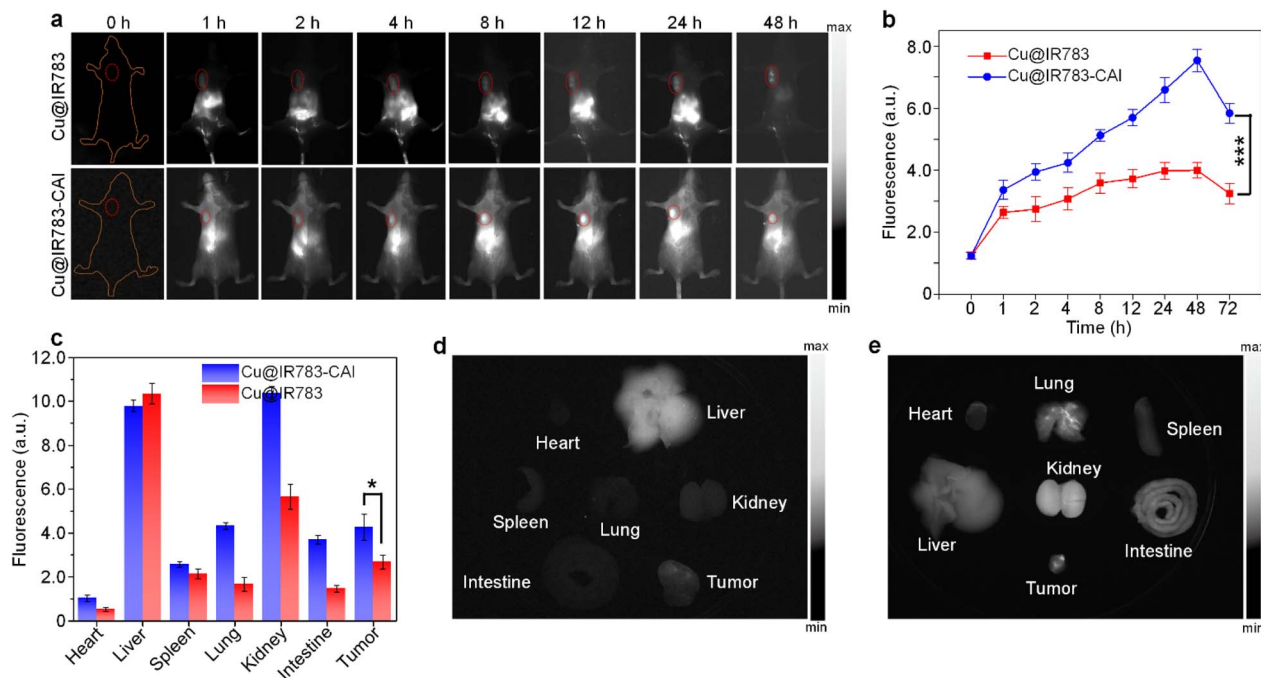 a
0 h 1 h 2 h 4 h 8 h 12 h 24 h 48 h
Cu@IR783
Cu@IR783-CAI
max
min
b
Cu@IR783
Cu@IR783-CAI
Fluorescence (a.u.)
8.0
6.0
4.0
2.0
0
***
0 1 2 4 8 12 24 48 72
Time (h)
c
Cu@IR783-CAI
Cu@IR783
Fluorescence (a.u.)
12.0
10.0
8.0
6.0
4.0
2.0
0
*
Heart Liver Spleen Lung Kidney Intestine Tumor
d
max
Liver
Heart
Spleen
Lung
Kidney
Intestine
Tumor
min
e
max
Lung
Heart
Spleen
Kidney
Liver
Intestine
Tumor
min